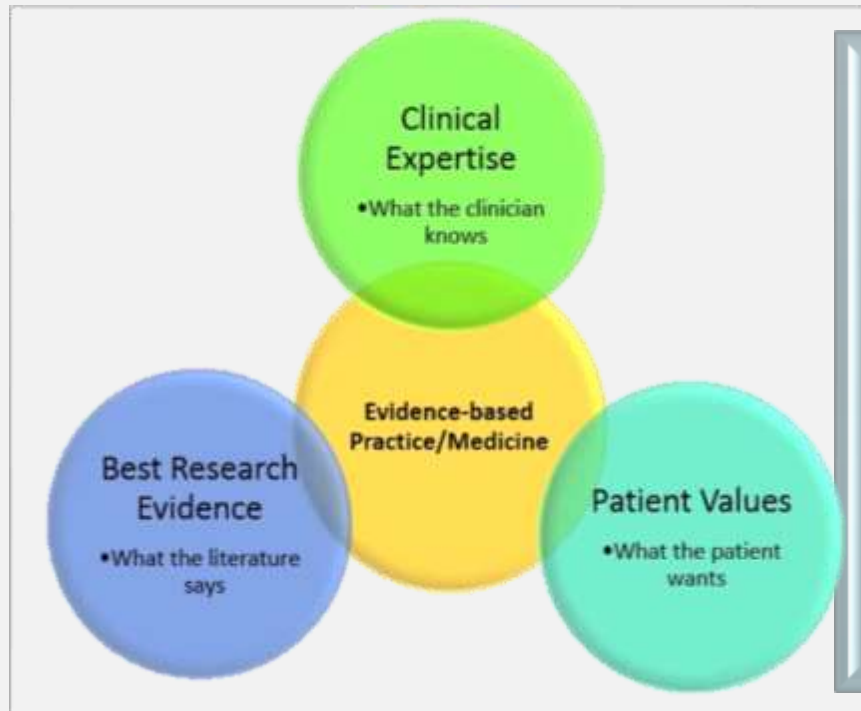 Clinical
Expertise
•What the clinician
knows
Evidence-based
Practice/Medicine
Best Research
Evidence
•What the literature
says
Patient Values
•What the patient
wants